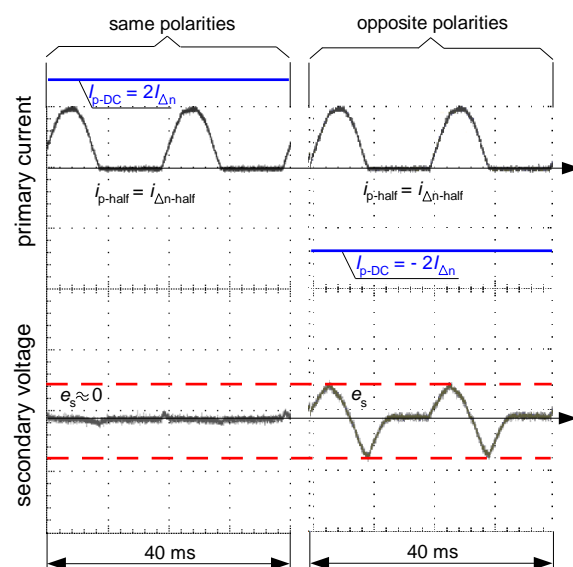 same polarities
opposite polarities
primary current
I_p-DC = 2I_Δn
i_p-half = i_Δn-half
i_p-half = i_Δn-half
I_p-DC = - 2I_Δn
secondary voltage
e_s ≈ 0
e_s
40 ms
40 ms